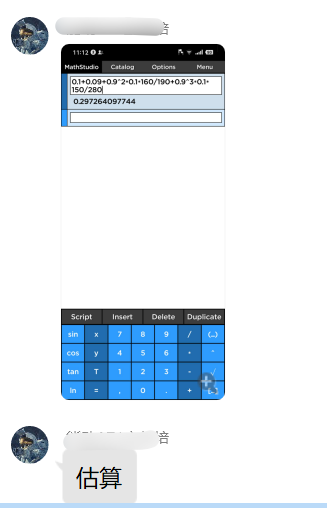 11:12
MathStudio Catalog Options Menu
0.1+0.09+0.9^2*0.1*160/190+0.9^3*0.1*
150/280
0.297264097744
Script Insert Delete Duplicate
sin x 7 8 9 / (,,)
cos y 4 5 6 * ^
tan T 1 2 3 - √
ln = , 0 . +
估算